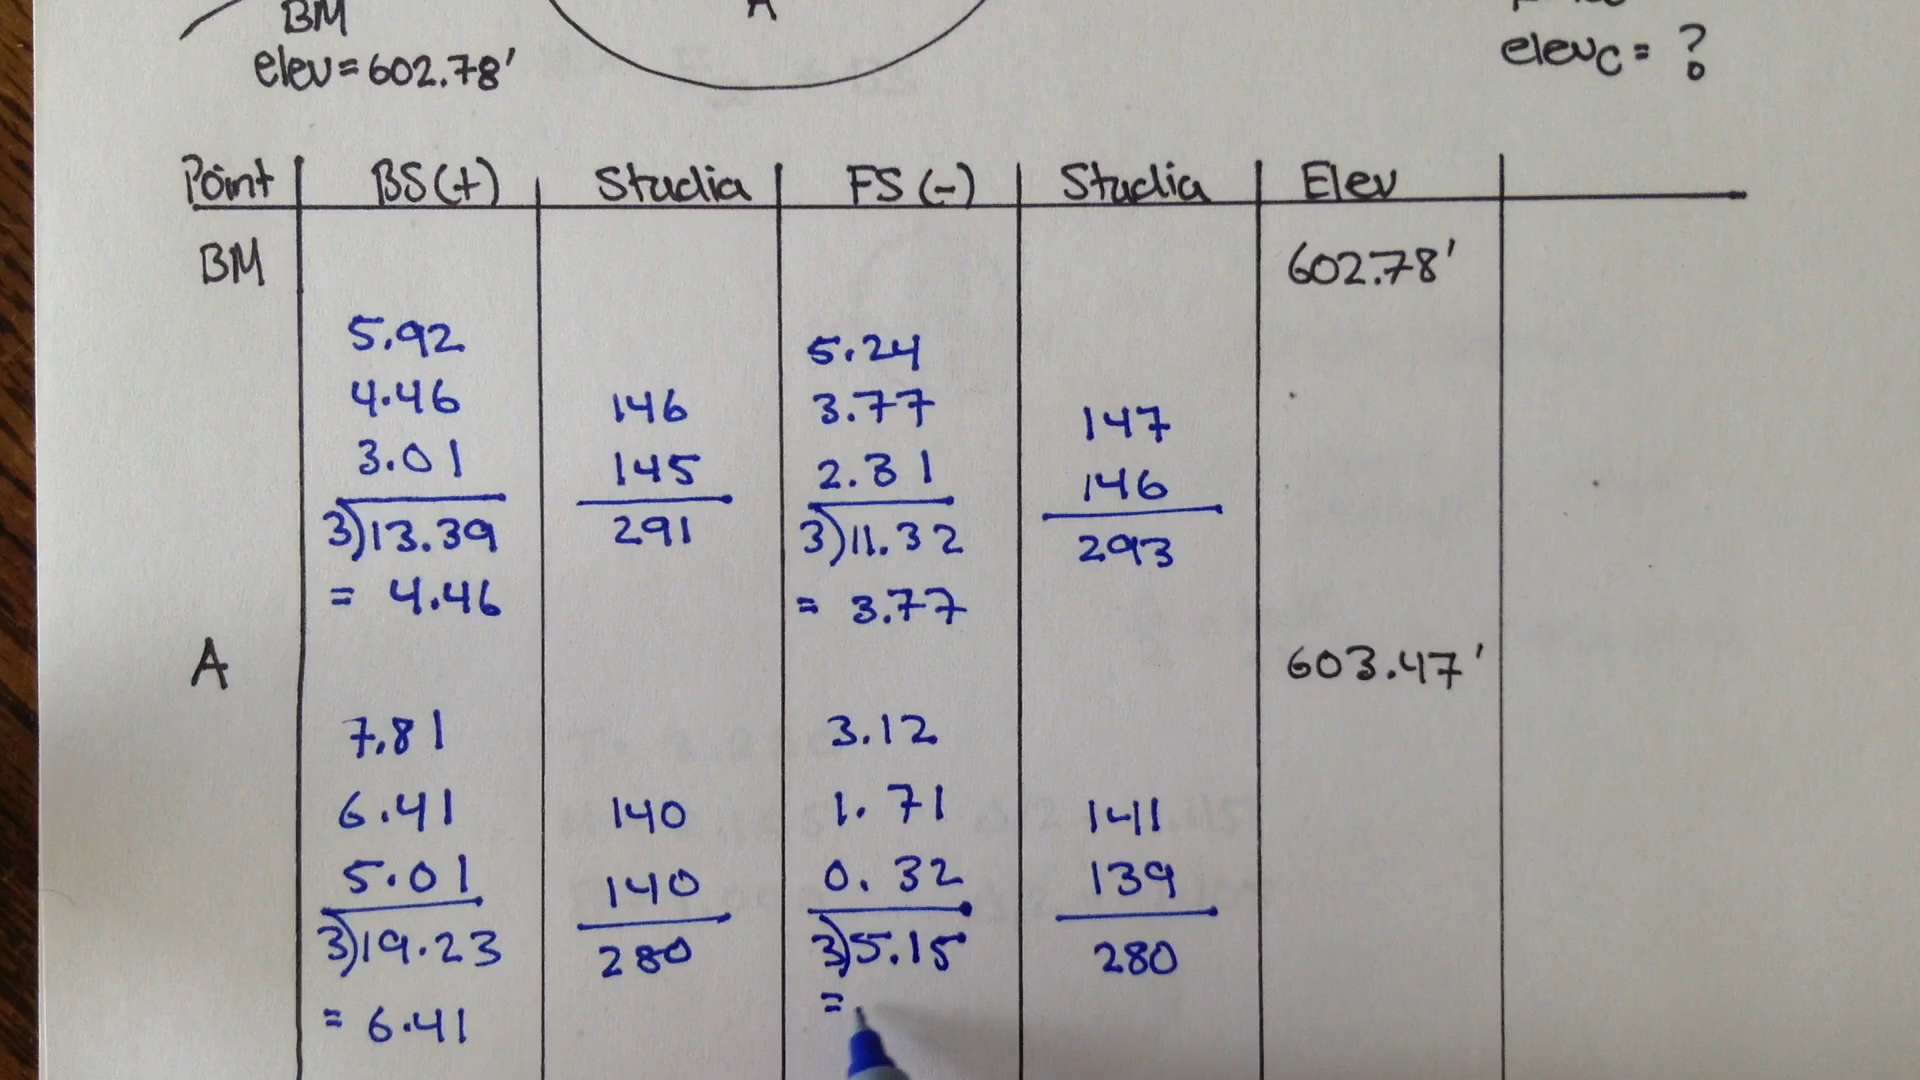 BM
elev=602.78'
A
elevC = ?
Point BS(+) Stadia FS(-) Stadia Elev
BM 602.78'
5.92 5.24
4.46 146 3.77 147
3.01 145 2.31 146
3)13.39 291 3)11.32 293
= 4.46 = 3.77
A 603.47'
7.81 3.12
6.41 140 1.71 141
5.01 140 0.32 139
3)19.23 280 3)5.15 280
= 6.41 =